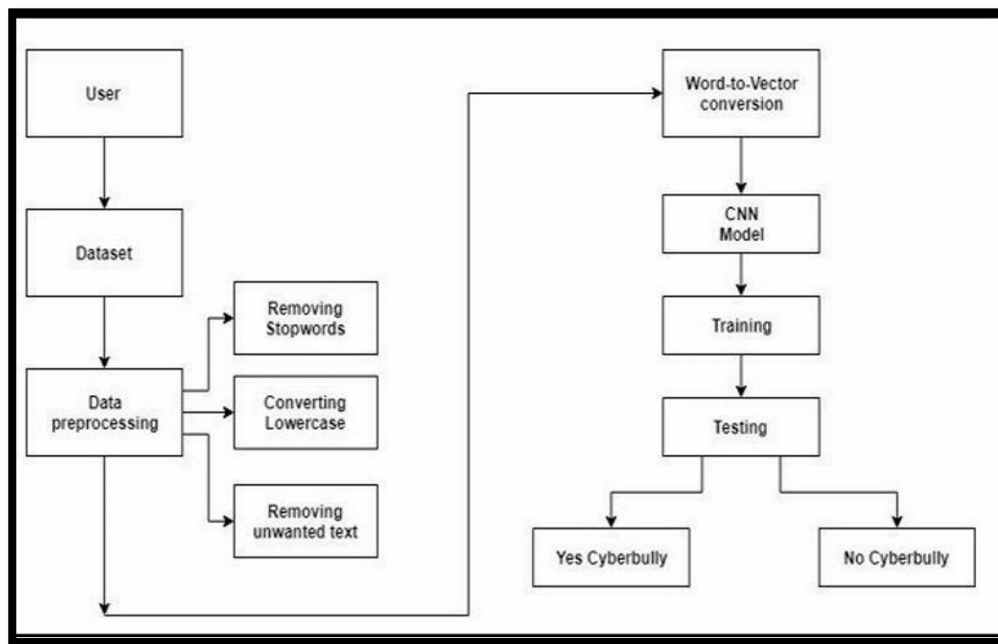 User
Dataset
Data
preprocessing
Removing
Stopwords
Converting
Lowercase
Removing
unwanted text
Word-to-Vector
conversion
CNN
Model
Training
Testing
Yes Cyberbully
No Cyberbully